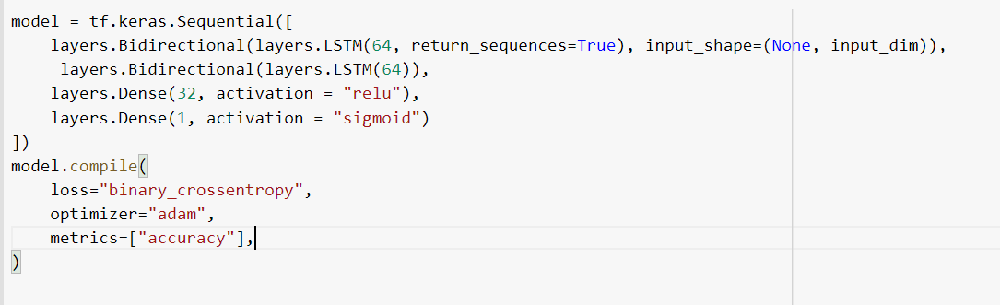 model = tf.keras.Sequential([
    layers.Bidirectional(layers.LSTM(64, return_sequences=True), input_shape=(None, input_dim)),
     layers.Bidirectional(layers.LSTM(64)),
    layers.Dense(32, activation = "relu"),
    layers.Dense(1, activation = "sigmoid")
])
model.compile(
    loss="binary_crossentropy",
    optimizer="adam",
    metrics=["accuracy"],
)